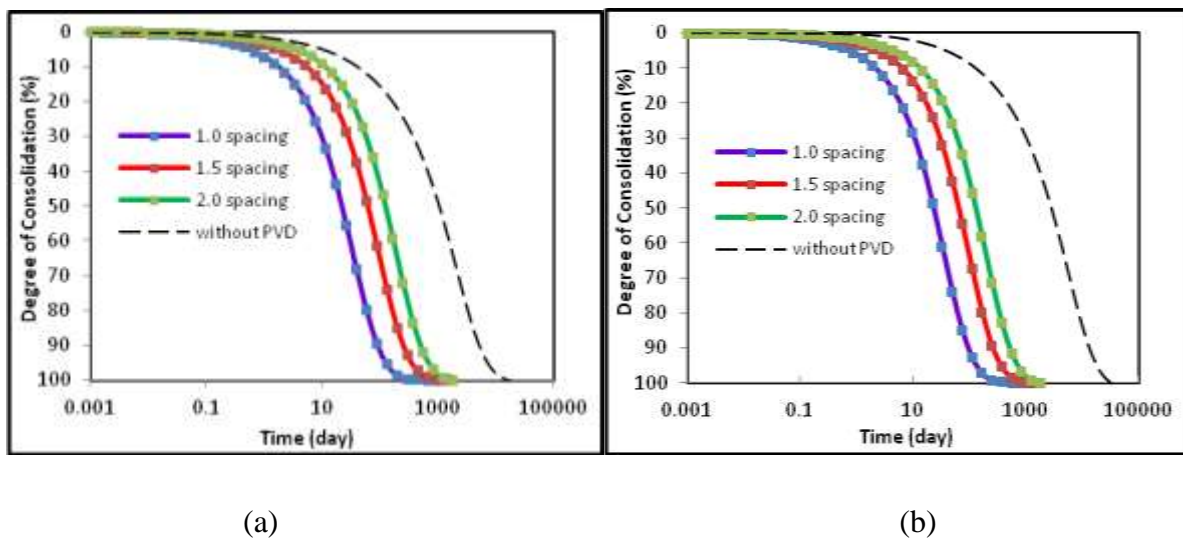 0
10
20
30
40
50
60
70
80
90
100
Degree of Consolidation (%)
1.0 spacing
1.5 spacing
2.0 spacing
without PVD
0.001 0.1 10 1000 100000
Time (day)
(a)
0
10
20
30
40
50
60
70
80
90
100
Degree of Consolidation (%)
1.0 spacing
1.5 spacing
2.0 spacing
without PVD
0.001 0.1 10 1000 100000
Time (day)
(b)